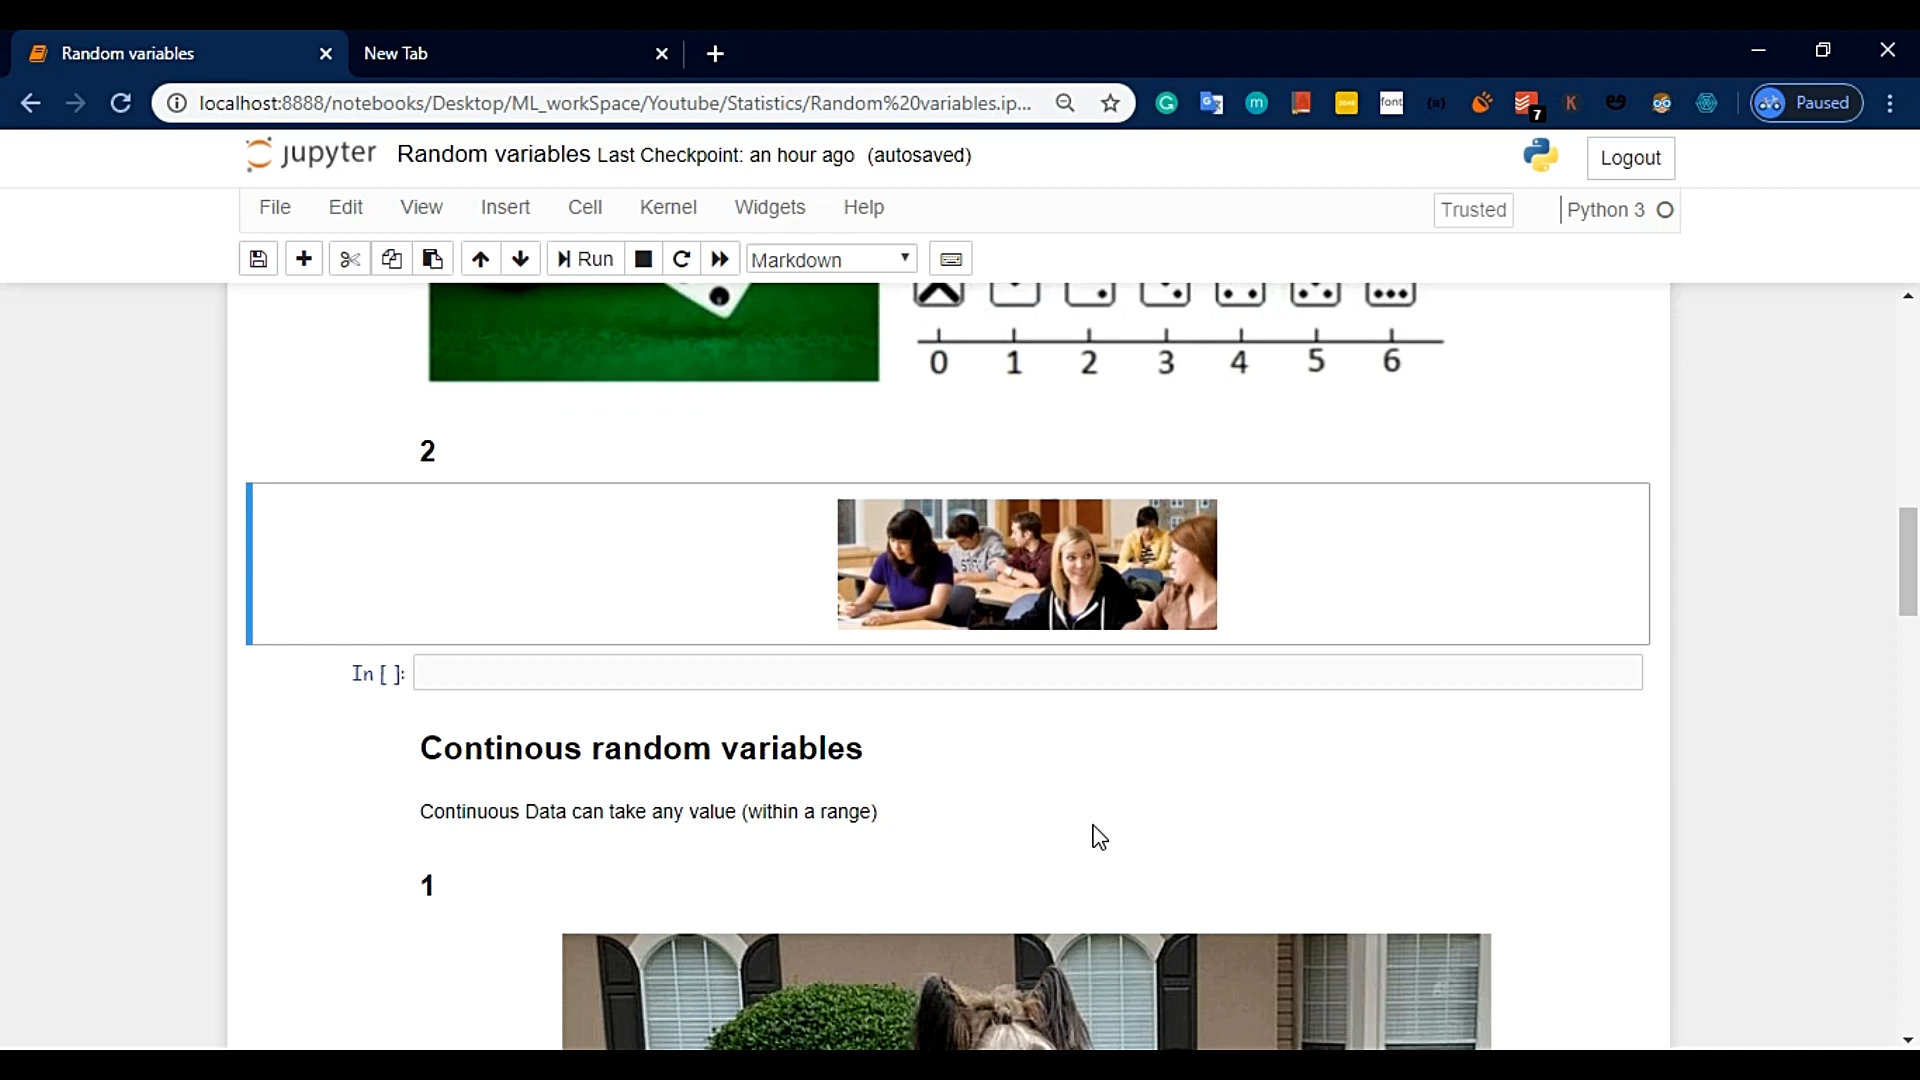 Random variables
New Tab
localhost:8888/notebooks/Desktop/ML_workSpace/Youtube/Statistics/Random%20variables.ip...
font
7
K
Paused
jupyter Random variables Last Checkpoint: an hour ago (autosaved)
Logout
File Edit View Insert Cell Kernel Widgets Help
Trusted
Python 3
Run
Markdown
0 1 2 3 4 5 6
2
In [ ]:
Continous random variables
Continuous Data can take any value (within a range)
1